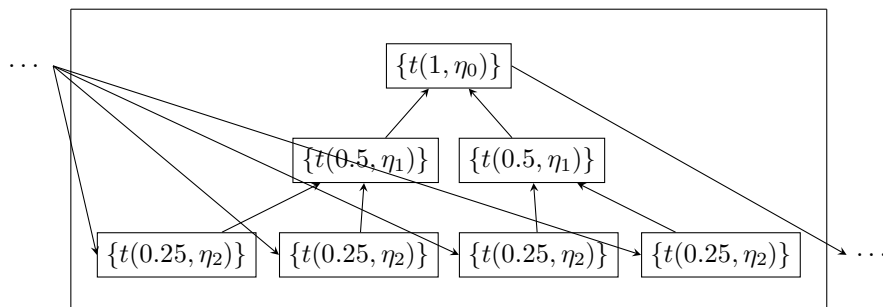 ··· {t(1, η₀)}
{t(0.5, η₁)} {t(0.5, η₁)}
{t(0.25, η₂)} {t(0.25, η₂)} {t(0.25, η₂)} {t(0.25, η₂)} ···